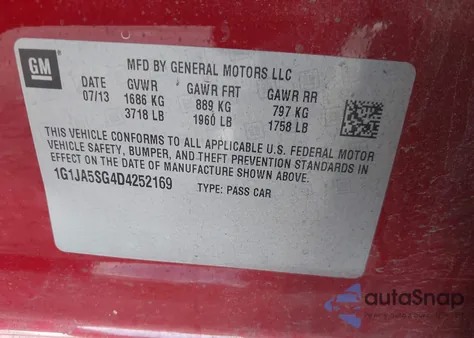 GM
MFD BY GENERAL MOTORS LLC
DATE GVWR GAWR FRT GAWR RR
07/13 1686 KG 889 KG 797 KG
3718 LB 1960 LB 1758 LB
THIS VEHICLE CONFORMS TO ALL APPLICABLE U.S. FEDERAL MOTOR
VEHICLE SAFETY, BUMPER, AND THEFT PREVENTION STANDARDS IN
EFFECT ON THE DATE OF MANUFACTURE SHOWN ABOVE.
1G1JA5SG4D4252169 TYPE: PASS CAR
autoSnap